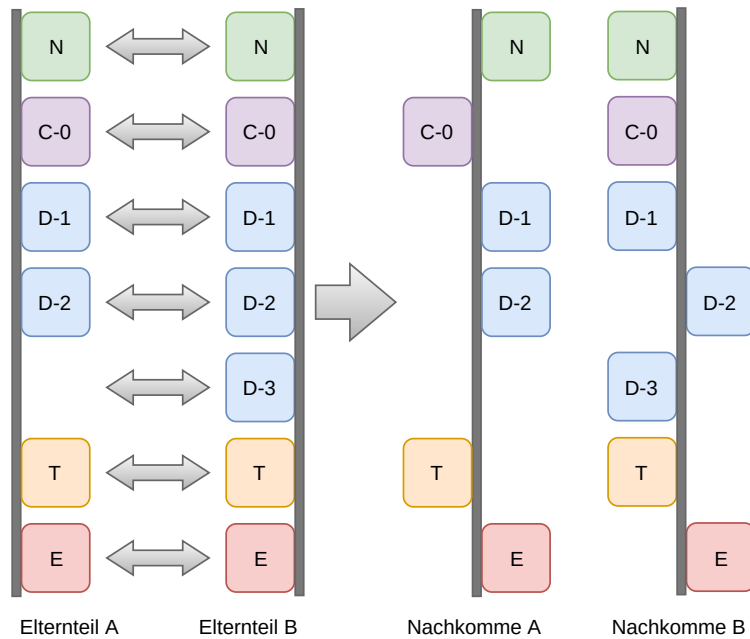 N N N N
C-0 C-0 C-0 C-0
D-1 D-1 D-1 D-1
D-2 D-2 D-2 D-2
D-3 D-3
T T T T
E E E E
Elternteil A Elternteil B Nachkomme A Nachkomme B